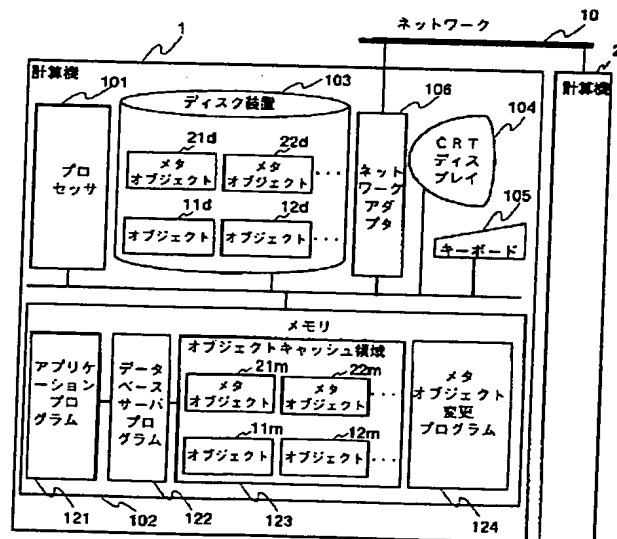 ネットワーク
10
1
2
計算機
計算機
101
103
106
104
ディスク装置
プロ
セッサ
21d
22d
メタ
オブジェクト
メタ
オブジェクト
・・・
11d
12d
オブジェクト
オブジェクト
・・・
ネット
ワーク
アダ
プタ
CRT
ディス
プレイ
105
キーボード
メモリ
アプリケ
ーション
プロ
グラム
データ
ベース
サーバ
プロ
グラム
オブジェクトキャッシュ領域
21m
22m
メタ
オブジェクト
メタ
オブジェクト
・・・
11m
12m
オブジェクト
オブジェクト
・・・
メタ
オブジェクト
変更
プログラム
121
102
122
123
124